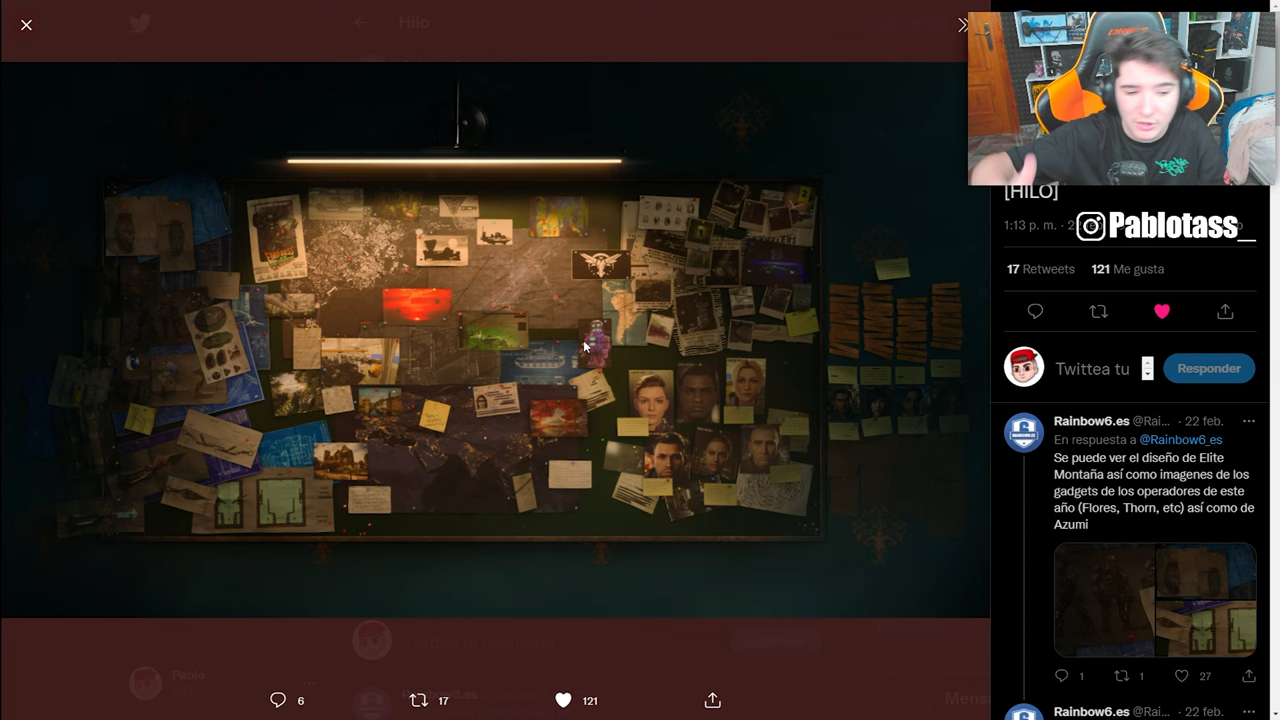 Hilo
[HILO]
1:13 p. m. · 2
Pablotass_
17 Retweets 121 Me gusta
Twittea tu
Responder
Rainbow6.es @Rai... · 22 feb.
En respuesta a @Rainbow6_es
Se puede ver el diseño de Elite
Montaña así como imagenes de los
gadgets de los operadores de este
año (Flores, Thorn, etc) así como de
Azumi
1 1 27
Rainbow6.es @Rai... · 22 feb.
Pablo
6 17 121